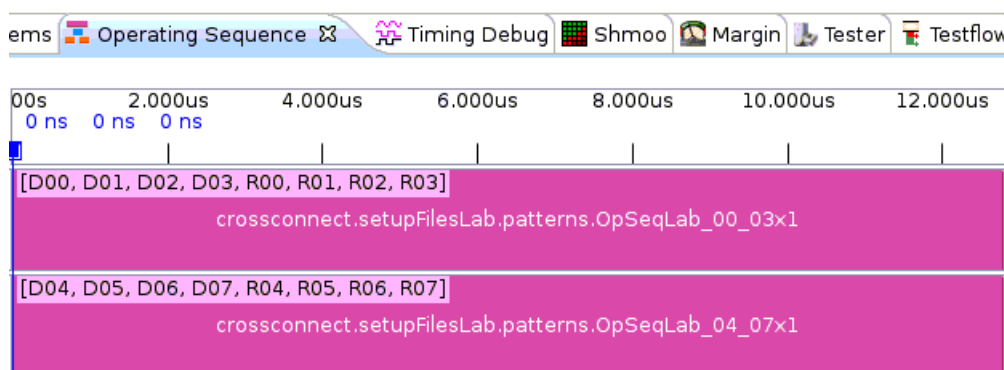 ems Operating Sequence Timing Debug Shmoo Margin Tester Testflow
00s 2.000us 4.000us 6.000us 8.000us 10.000us 12.000us
0 ns 0 ns 0 ns
[D00, D01, D02, D03, R00, R01, R02, R03]
crossconnect.setupFilesLab.patterns.OpSeqLab_00_03x1
[D04, D05, D06, D07, R04, R05, R06, R07]
crossconnect.setupFilesLab.patterns.OpSeqLab_04_07x1